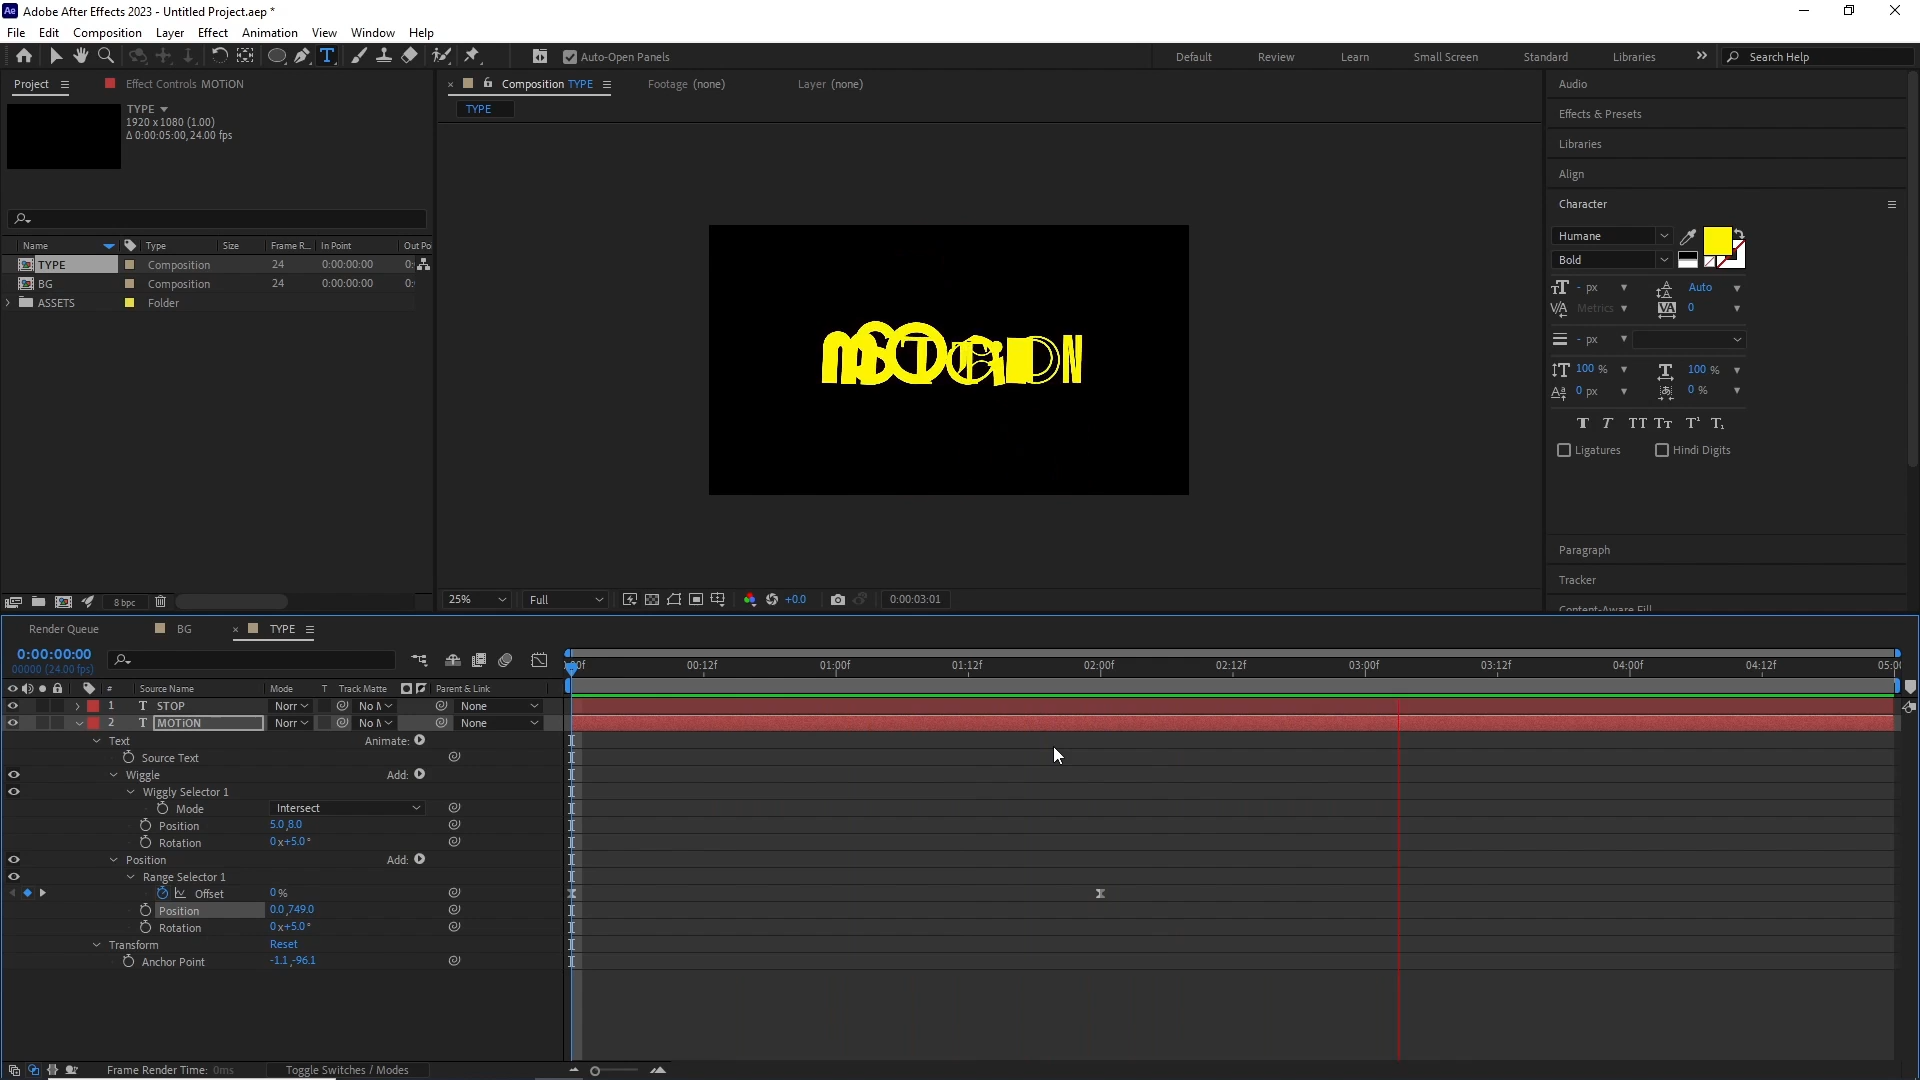 Adobe After Effects 2023 - Untitled Project.aep *
File Edit Composition Layer Effect Animation View Window Help
Auto-Open Panels
Default Review Learn Small Screen Standard Libraries Search Help
Project Effect Controls MOTiON
Composition TYPE Footage (none) Layer (none)
TYPE
TYPE
1920 x 1080 (1.00)
Δ 0:00:05:00, 24.00 fps
Name Type Size Frame R... In Point Out Po
TYPE Composition 24 0:00:00:00 0:
BG Composition 24 0:00:00:00 0:
ASSETS Folder
8 bpc
25% Full +0.0 0:00:03:01
Audio
Effects & Presets
Libraries
Align
Character
Humane
Bold
- px Auto
Metrics 0
- px
100 % 100 %
0 px 0 %
Ligatures Hindi Digits
Paragraph
Tracker
Content-Aware Fill
Render Queue BG TYPE
0:00:00:00
00000 (24.00 fps)
00:12f 01:00f 01:12f 02:00f 02:12f 03:00f 03:12f 04:00f 04:12f 05:00
# Source Name Mode T Track Matte Parent & Link
1 STOP Norr No M None
2 MOTiON Norr No M None
Text Animate:
Source Text
Wiggle Add:
Wiggly Selector 1
Mode Intersect
Position 5.0,8.0
Rotation 0x+5.0°
Position Add:
Range Selector 1
Offset 0%
Position 0.0,749.0
Rotation 0x+5.0°
Transform Reset
Anchor Point -1.1,-96.1
Frame Render Time: 0ms Toggle Switches / Modes